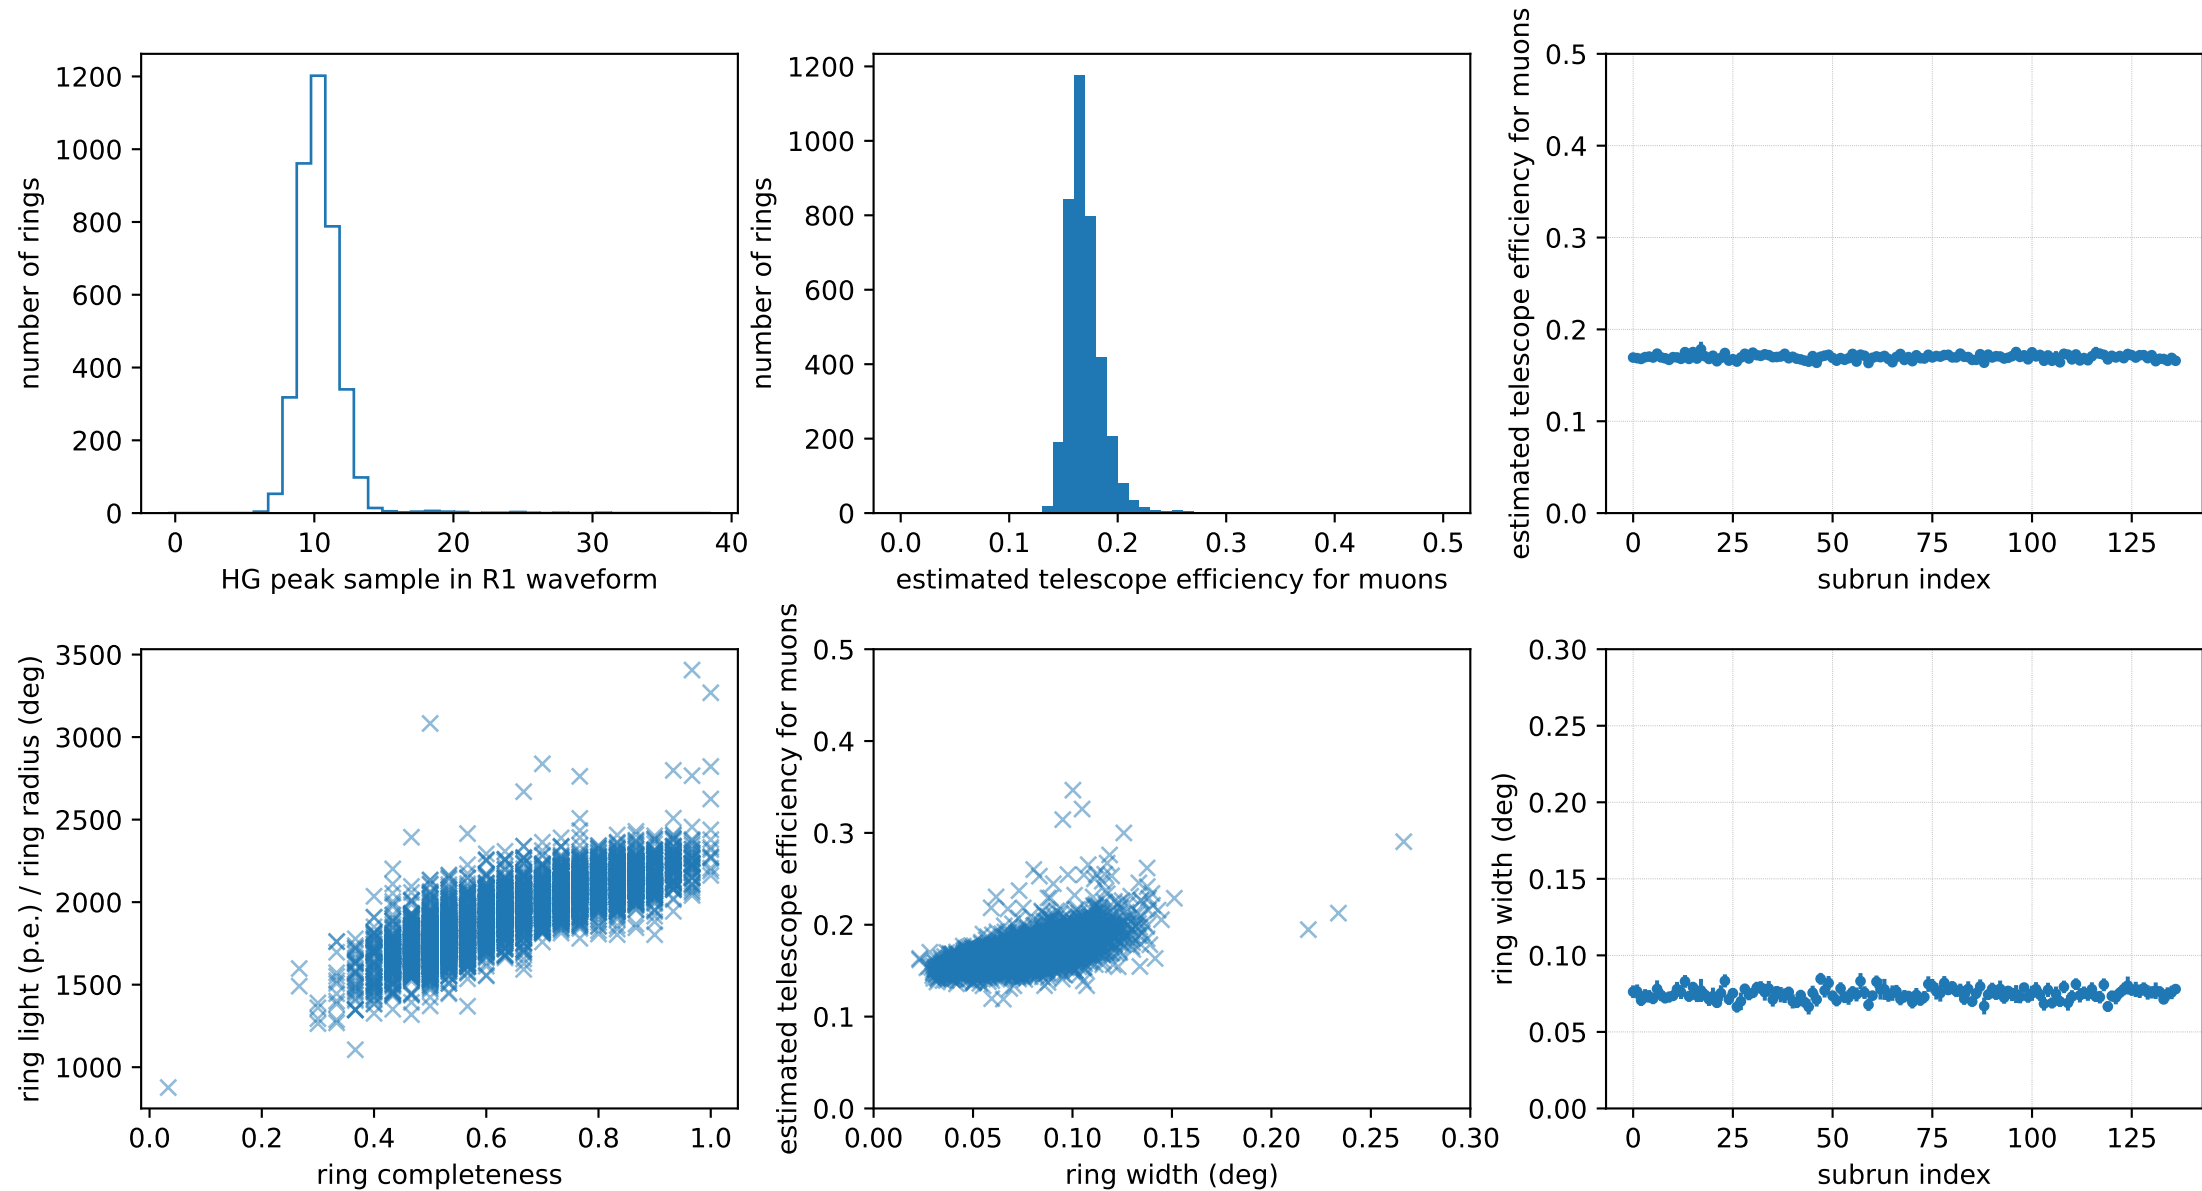 number of rings
1200
1000
800
600
400
200
0
0 10 20 30 40
HG peak sample in R1 waveform
number of rings
1200
1000
800
600
400
200
0
0.0 0.1 0.2 0.3 0.4 0.5
estimated telescope efficiency for muons
estimated telescope efficiency for muons
0.5
0.4
0.3
0.2
0.1
0.0
0 25 50 75 100 125
subrun index
ring light (p.e.) / ring radius (deg)
3500
3000
2500
2000
1500
1000
0.0 0.2 0.4 0.6 0.8 1.0
ring completeness
estimated telescope efficiency for muons
0.5
0.4
0.3
0.2
0.1
0.0
0.00 0.05 0.10 0.15 0.20 0.25 0.30
ring width (deg)
ring width (deg)
0.30
0.25
0.20
0.15
0.10
0.05
0.00
0 25 50 75 100 125
subrun index